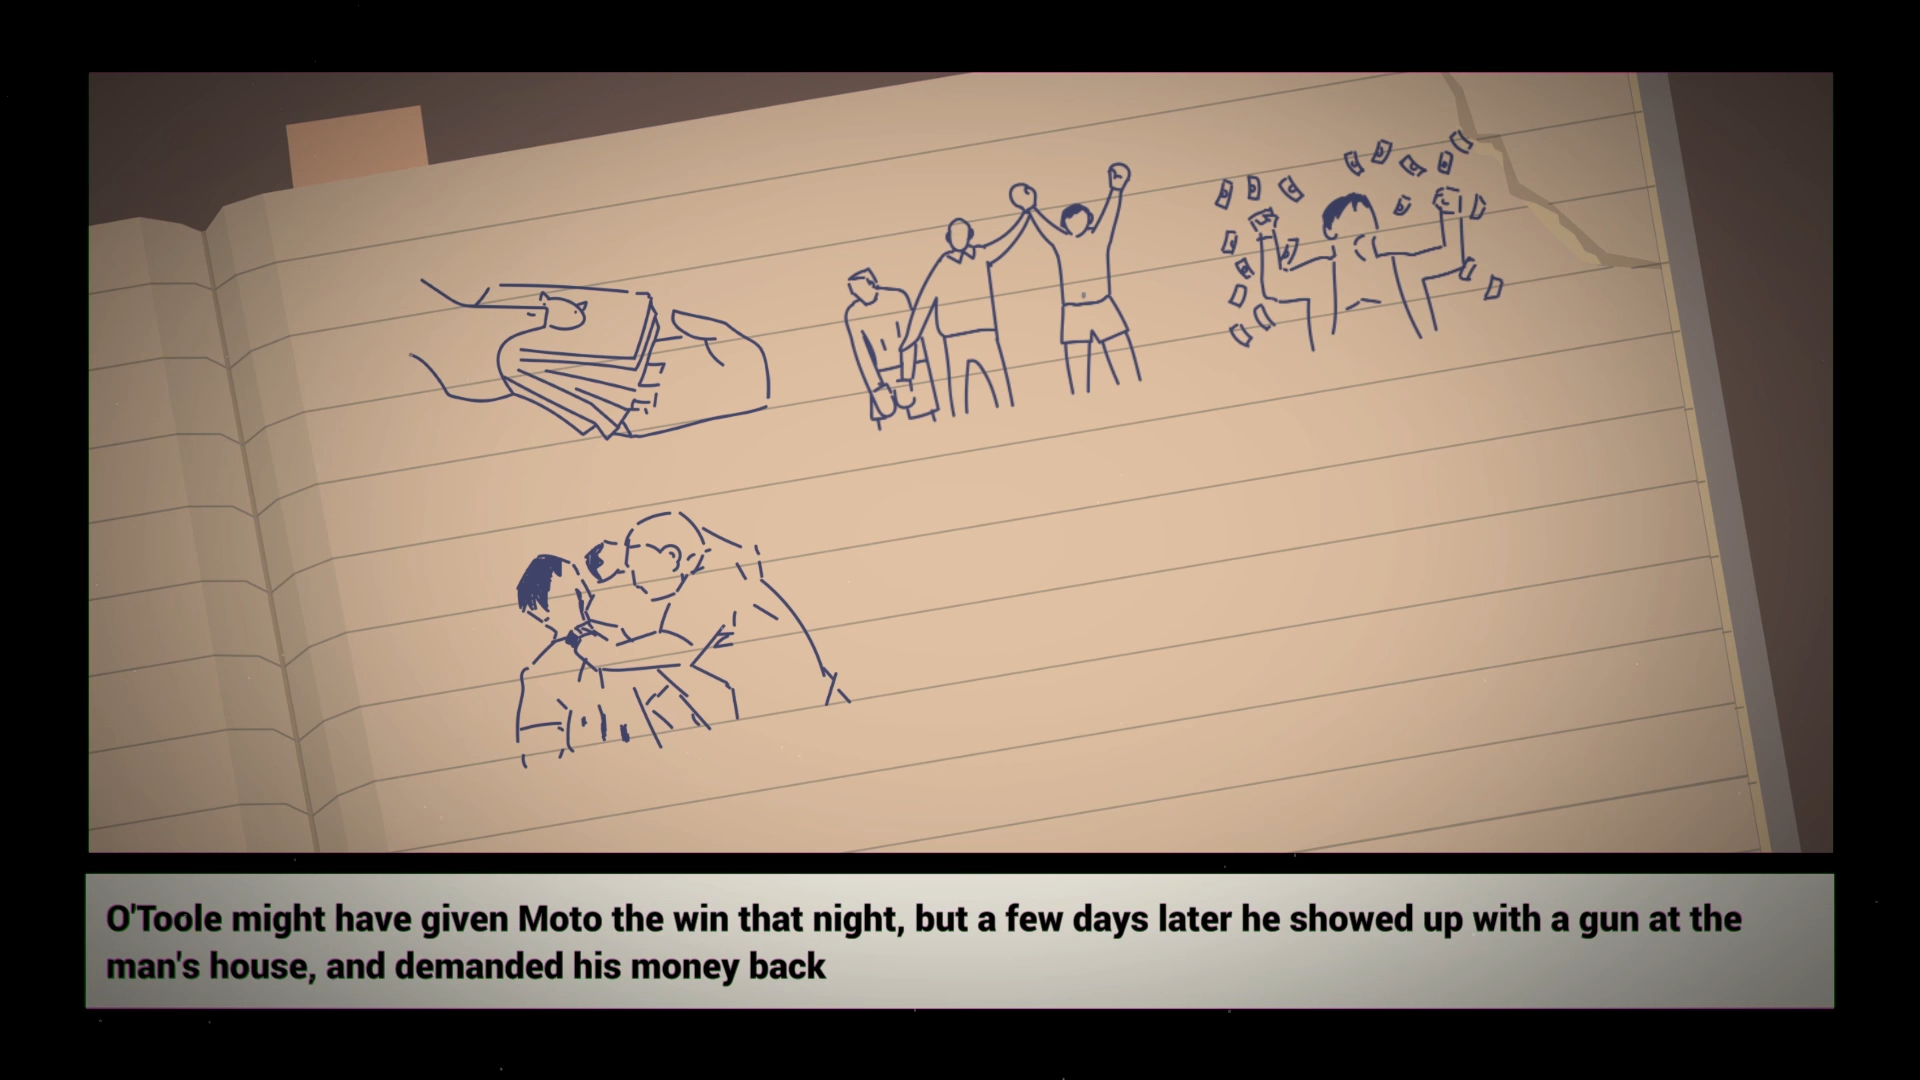 O'Toole might have given Moto the win that night, but a few days later he showed up with a gun at the
man's house, and demanded his money back